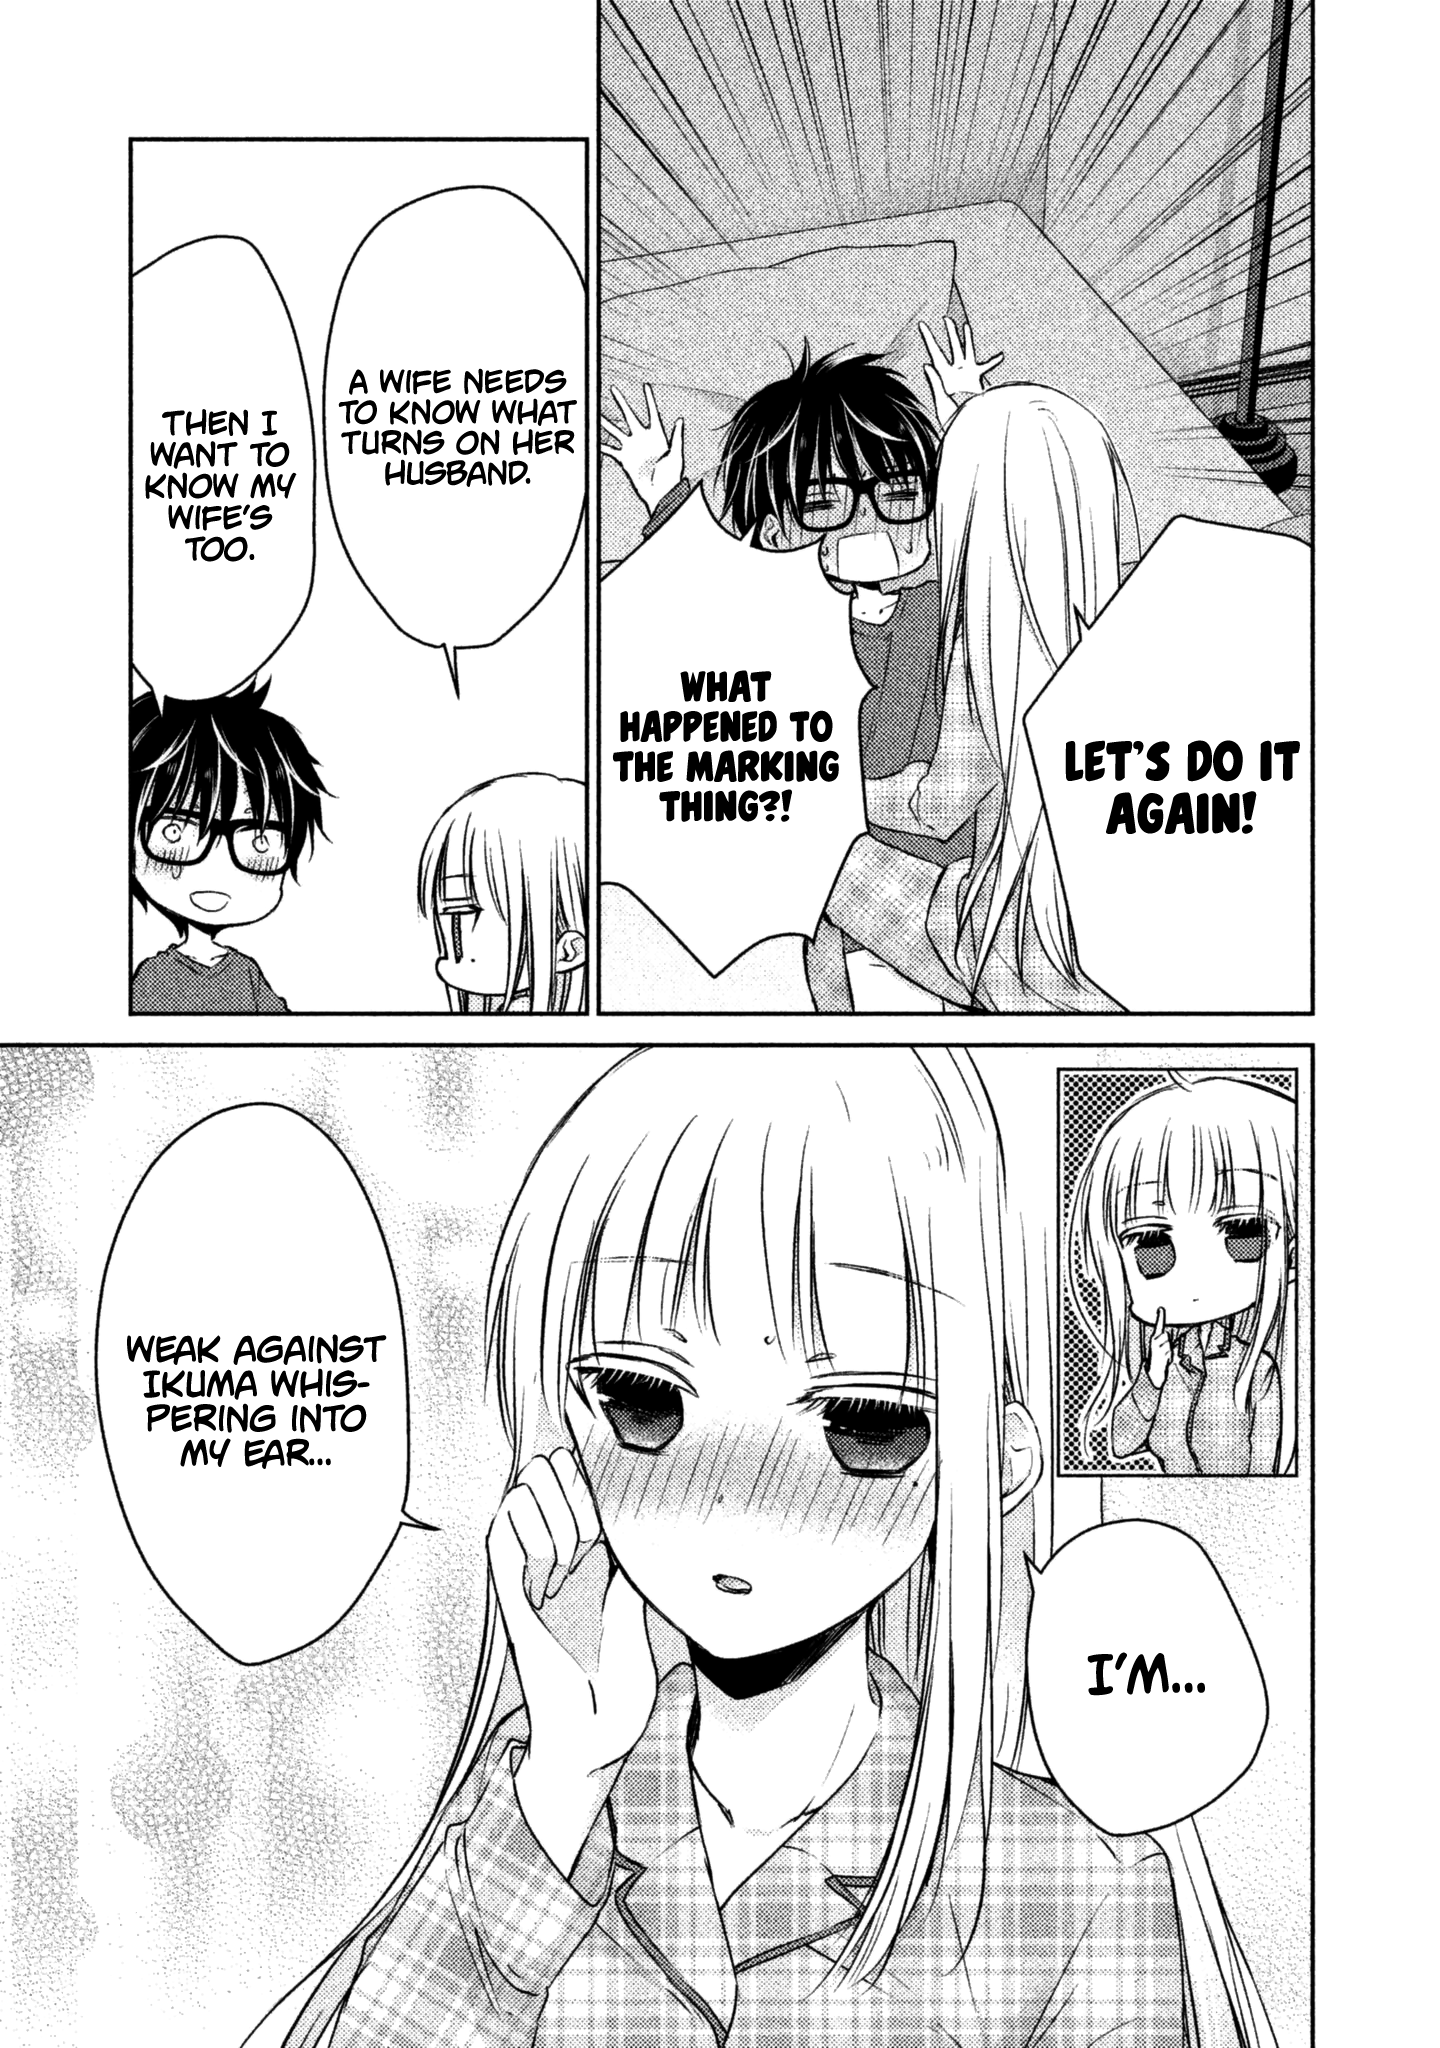 LET'S DO IT
AGAIN!
WHAT
HAPPENED TO
THE MARKING
THING?!
A WIFE NEEDS
TO KNOW WHAT
TURNS ON HER
HUSBAND.
THEN I
WANT TO
KNOW MY
WIFE'S
TOO.
I'M...
WEAK AGAINST
IKUMA WHIS-
PERING INTO
MY EAR...